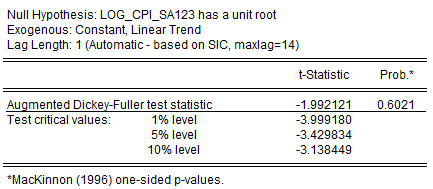 Null Hypothesis: LOG_CPI_SA123 has a unit root
Exogenous: Constant, Linear Trend
Lag Length: 1 (Automatic - based on SIC, maxlag=14)
t-Statistic Prob.*
Augmented Dickey-Fuller test statistic -1.992121 0.6021
Test critical values: 1% level -3.999180
5% level -3.429834
10% level -3.138449
*MacKinnon (1996) one-sided p-values.